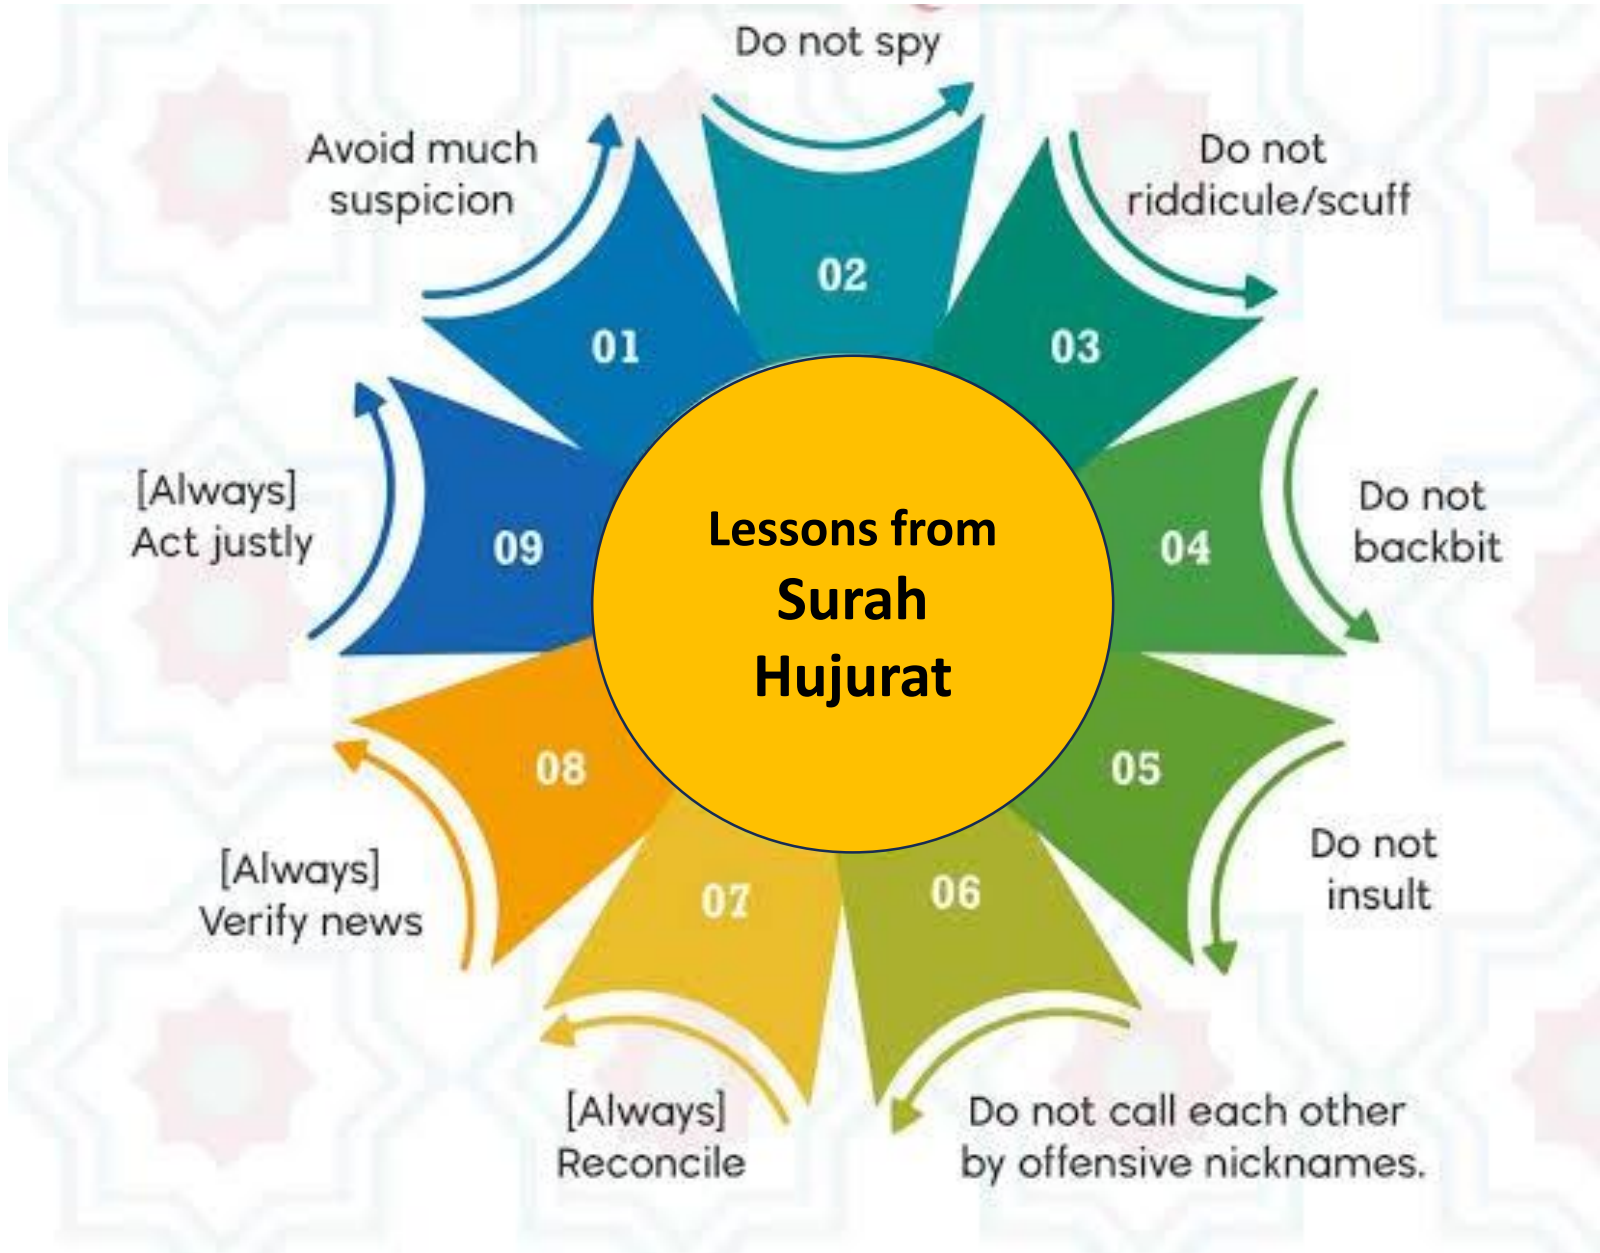 Lessons from
Surah
Hujurat
01
Avoid much
suspicion
02
Do not spy
03
Do not
riddicule/scuff
04
Do not
backbit
05
Do not
insult
06
Do not call each other
by offensive nicknames.
07
[Always]
Reconcile
08
[Always]
Verify news
09
[Always]
Act justly